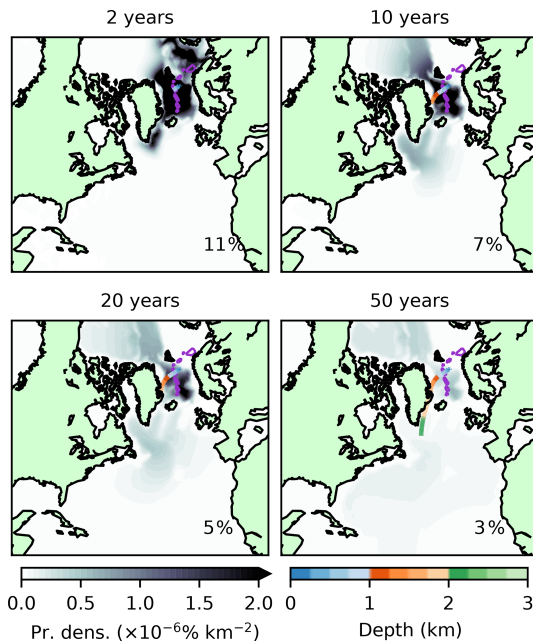 2 years
10 years
11%
7%
20 years
50 years
5%
3%
0.0 0.5 1.0 1.5 2.0
0 1 2 3
Pr. dens. (×10⁻⁶% km⁻²)
Depth (km)